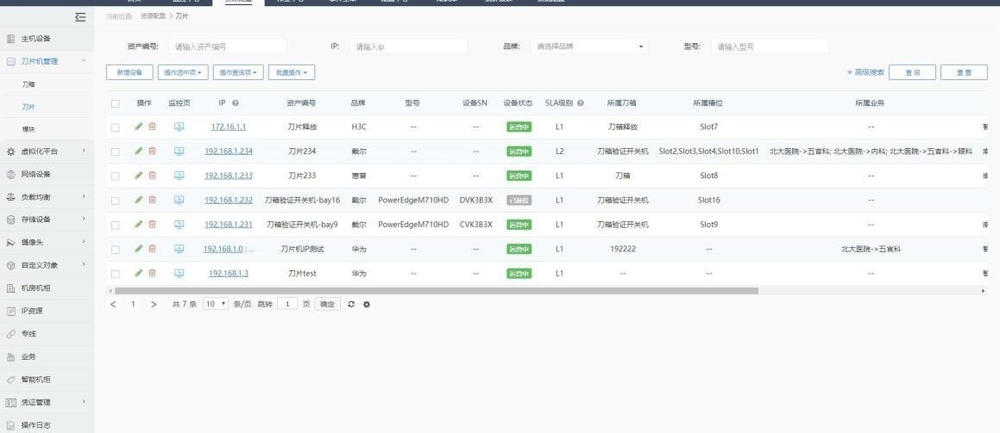 当前位置: 资源配置 > 刀片
主机设备
刀片机管理
刀箱
刀片
模块
虚拟化平台
网络设备
负载均衡
存储设备
摄像头
自定义对象
机房机柜
IP资源
专线
业务
智能机柜
凭证管理
操作日志
资产编号: 请输入资产编号 IP: 请输入ip 品牌: 请选择品牌 型号: 请输入型号
新增设备 操作选中项 操作查询项 批量操作 高级搜索 查 询 重 置
操作 监控页 IP 资产编号 品牌 型号 设备SN 设备状态 SLA级别 所属刀箱 所属槽位 所属业务
172.16.1.1 刀片释放 H3C -- -- 运营中 L1 刀箱释放 Slot7 --
192.168.1.234 刀片234 戴尔 -- -- 运营中 L2 刀箱验证开关机 Slot2,Slot3,Slot4,Slot10,Slot1 北大医院->五官科; 北大医院->内科; 北大医院->五官科->眼科
192.168.1.233 刀片233 惠普 -- -- 运营中 L1 刀箱 Slot8 --
192.168.1.232 刀箱验证开关机-bay16 戴尔 PowerEdgeM710HD DVK3B3X 已退役 L1 刀箱验证开关机 Slot16 --
192.168.1.231 刀箱验证开关机-bay9 戴尔 PowerEdgeM710HD CVK3B3X 运营中 L1 刀箱验证开关机 Slot9 --
192.168.1.0 ; ... 刀片机IP测试 华为 -- -- 运营中 L1 192222 -- 北大医院->五官科
192.168.1.3 刀片test 华为 -- -- 运营中 L1 -- -- --
< 1 > 共 7 条 10 条/页 跳转 1 页 确定